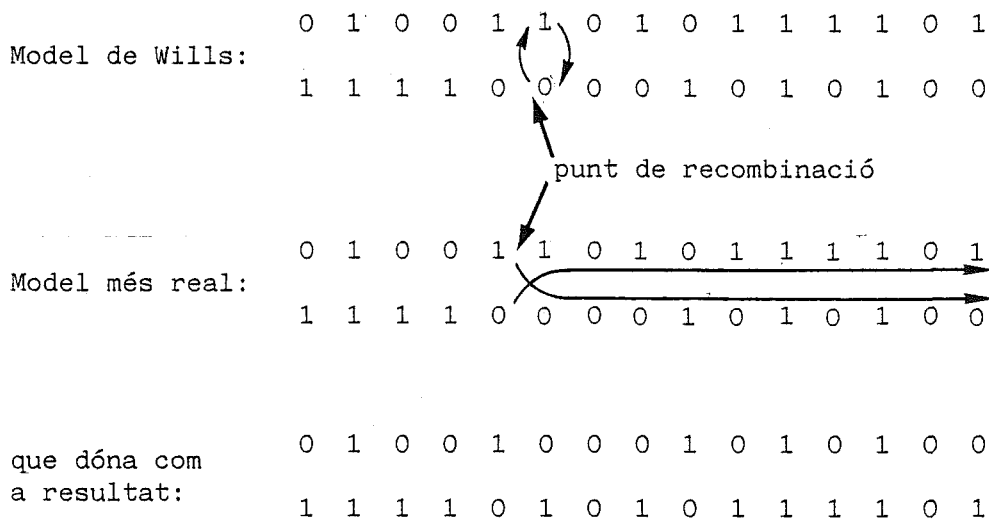 0 1 0 0 1 1 0 1 0 1 1 1 1 0 1
Model de Wills:
1 1 1 1 0 0 0 0 1 0 1 0 1 0 0
punt de recombinació
0 1 0 0 1 1 0 1 0 1 1 1 1 0 1
Model més real:
1 1 1 1 0 0 0 0 1 0 1 0 1 0 0
0 1 0 0 1 0 0 0 1 0 1 0 1 0 0
que dóna com
a resultat:
1 1 1 1 0 1 0 1 0 1 1 1 1 0 1